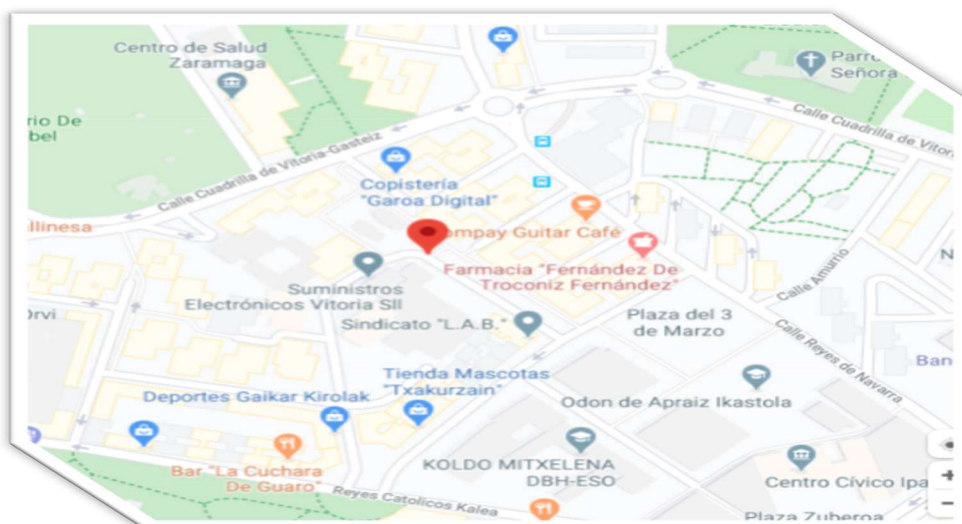 Centro de Salud
Zaramaga
Parru
Señora
rio De
bel
Calle Cuadrilla de Vitoria-Gasteiz
Calle Cuadrilla de Vitori
Copistería
"Garoa Digital"
llinesa
ompay Guitar Café
Farmacia "Fernández De
Troconiz Fernández"
Suministros
Electrónicos Vitoria Sll
Calle Amurrio
N
Orvi
Sindicato "L.A.B."
Plaza del 3
de Marzo
Calle Reyes de Navarra
Ban
Tienda Mascotas
"Txakurzain"
Deportes Gaikar Kirolak
Odon de Apraiz Ikastola
Bar "La Cuchara
De Guaro"
KOLDO MITXELENA
DBH-ESO
Centro Cívico Ipa
Reyes Catolicos Kalea
Plaza Zuberoa